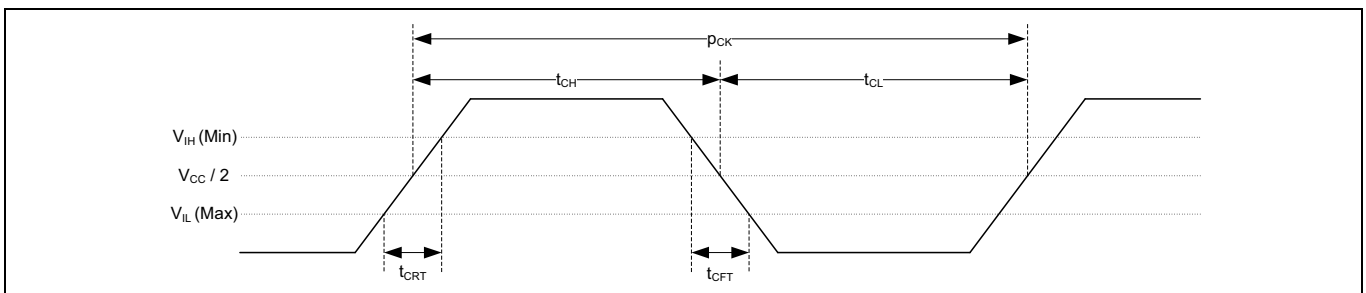 pCK
tCH
tCL
VIH (Min)
VCC / 2
VIL (Max)
tCRT
tCFT